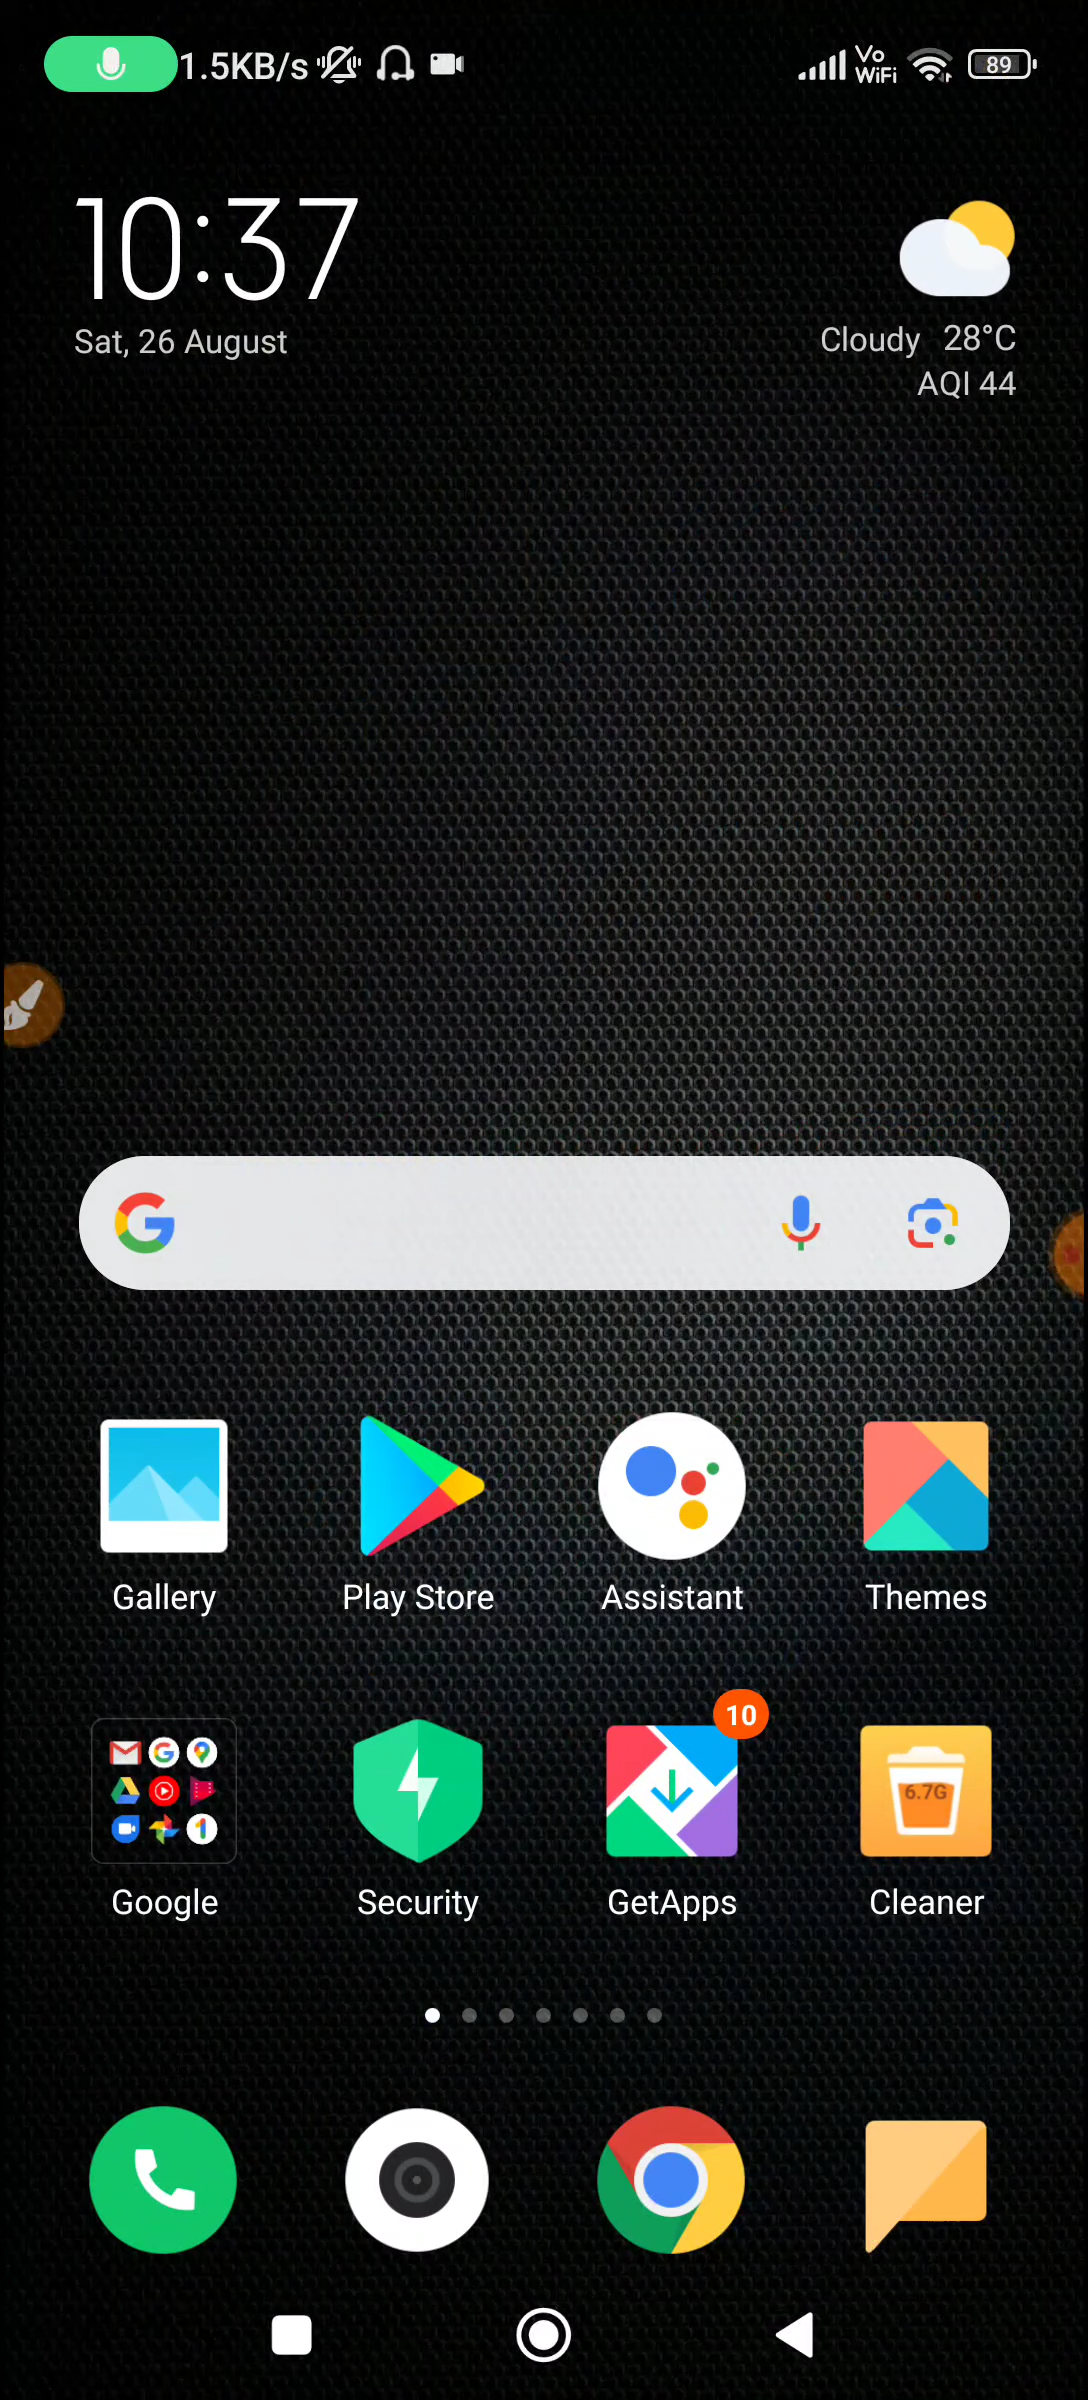 1.5KB/s Vo WiFi 89
10:37
Sat, 26 August
Cloudy 28°C
AQI 44
Gallery Play Store Assistant Themes
10
6.7G
Google Security GetApps Cleaner